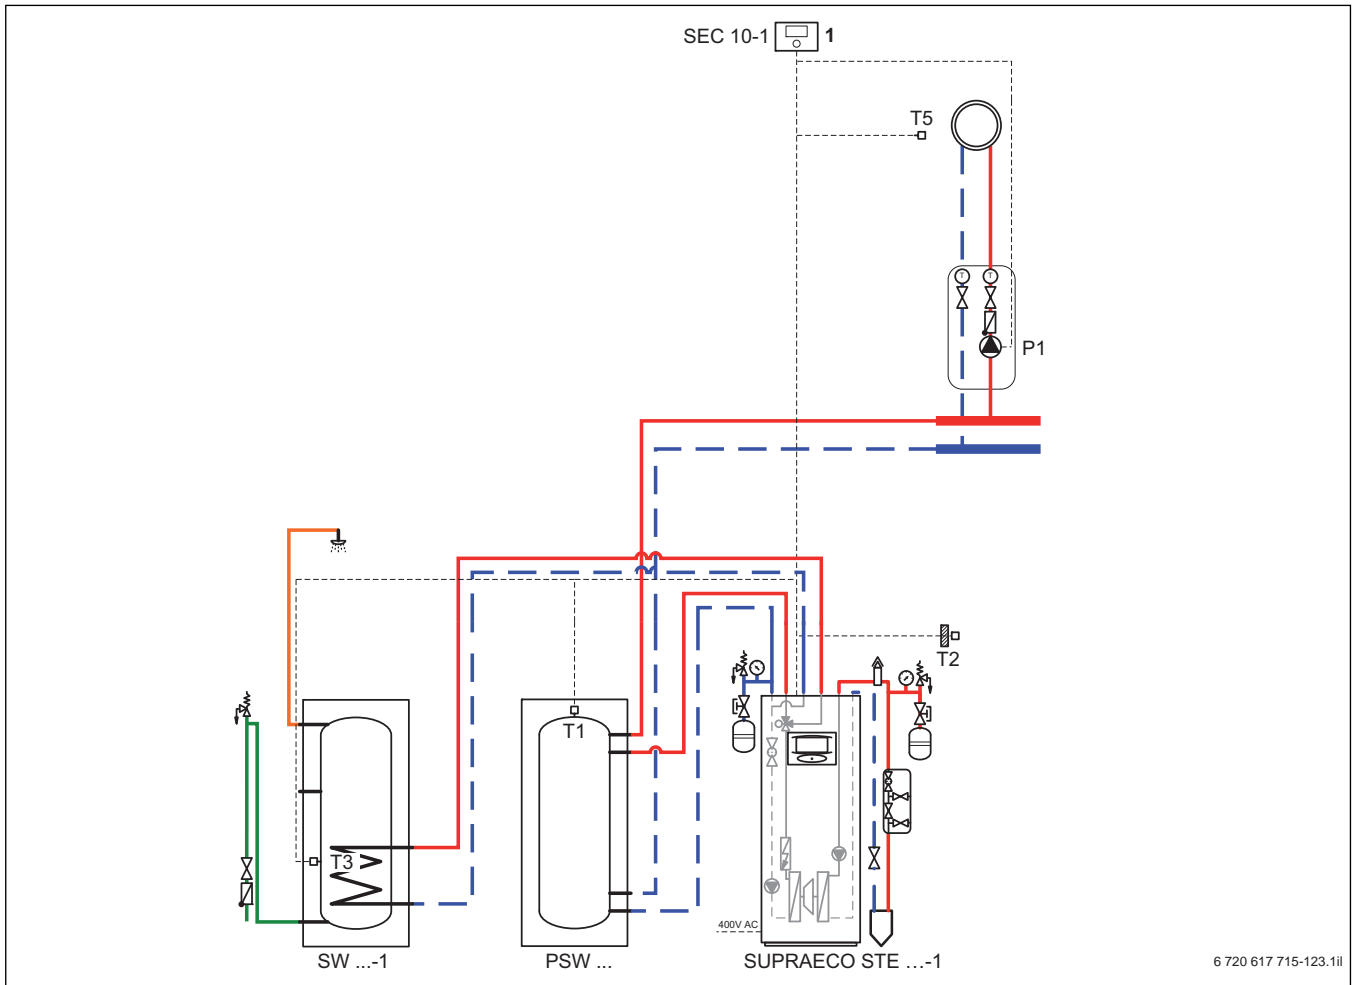 SEC 10-1 1
T5
T T
P1
T2
T1
T3
400V AC
SW ...-1 PSW ... SUPRAECO STE ...-1
6 720 617 715-123.1il